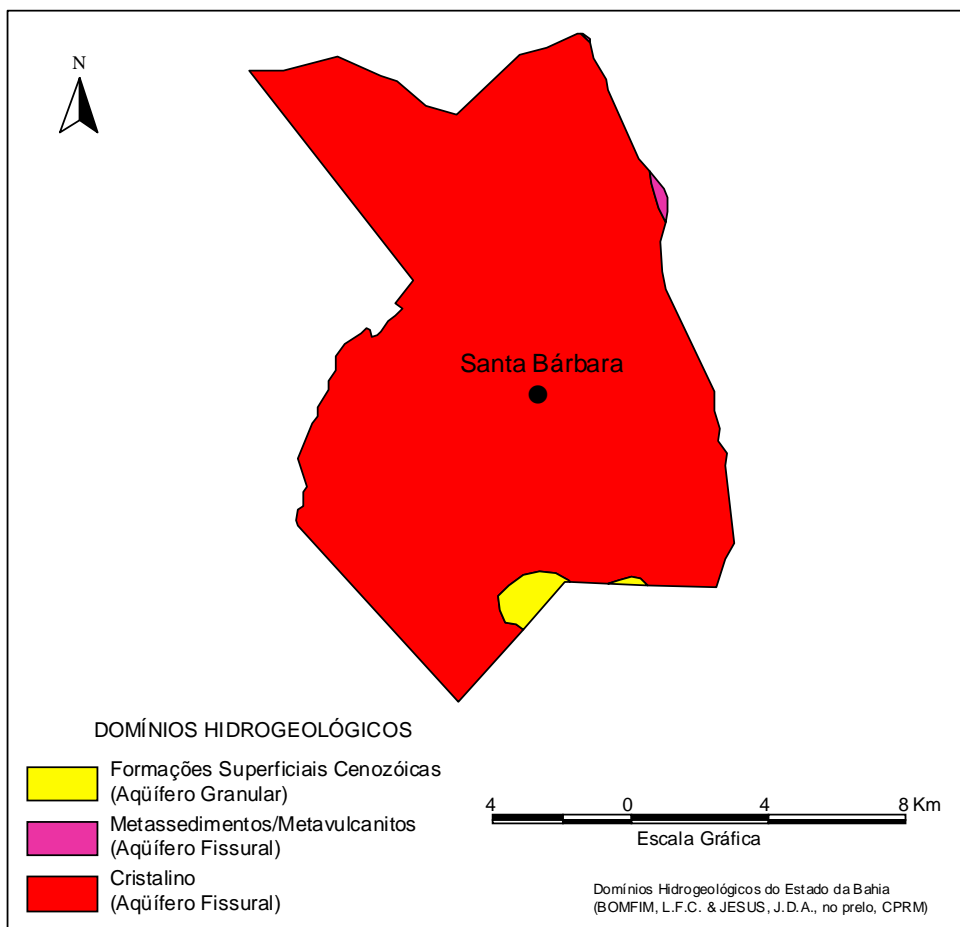 N
Santa Bárbara
DOMÍNIOS HIDROGEOLÓGICOS
Formações Superficiais Cenozóicas
(Aqüífero Granular)
Metassedimentos/Metavulcanitos
(Aqüífero Fissural)
Cristalino
(Aqüífero Fissural)
4 0 4 8 Km
Escala Gráfica
Domínios Hidrogeológicos do Estado da Bahia
(BOMFIM, L.F.C. & JESUS, J.D.A., no prelo, CPRM)